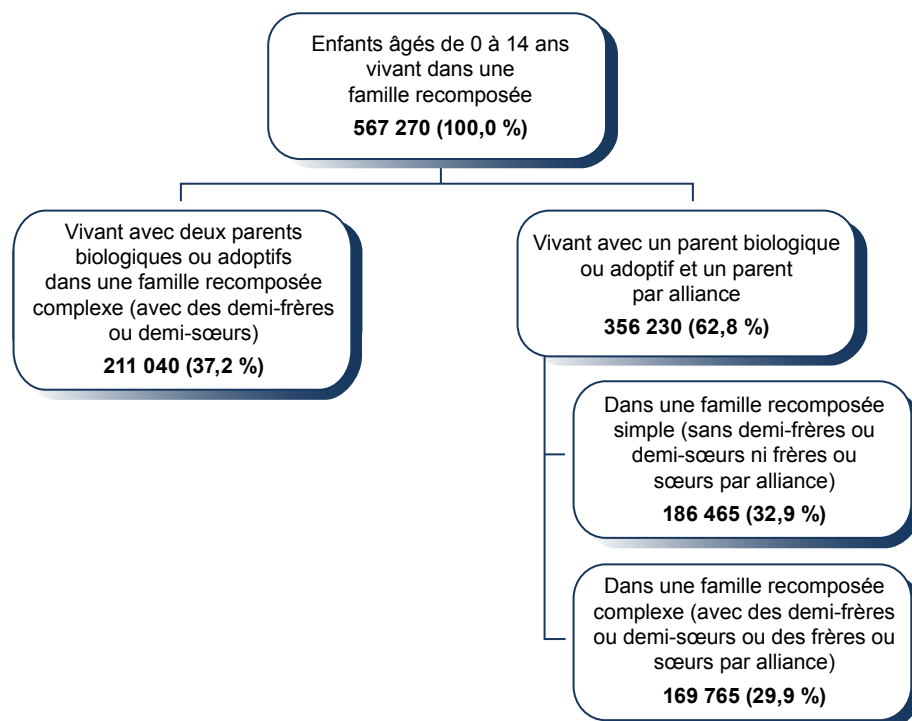 Enfants âgés de 0 à 14 ans
vivant dans une
famille recomposée
567 270 (100,0 %)
Vivant avec deux parents
biologiques ou adoptifs
dans une famille recomposée
complexe (avec des demi-frères
ou demi-sœurs)
211 040 (37,2 %)
Vivant avec un parent biologique
ou adoptif et un parent
par alliance
356 230 (62,8 %)
Dans une famille recomposée
simple (sans demi-frères ou
demi-sœurs ni frères ou
sœurs par alliance)
186 465 (32,9 %)
Dans une famille recomposée
complexe (avec des demi-frères
ou demi-sœurs ou des frères ou
sœurs par alliance)
169 765 (29,9 %)